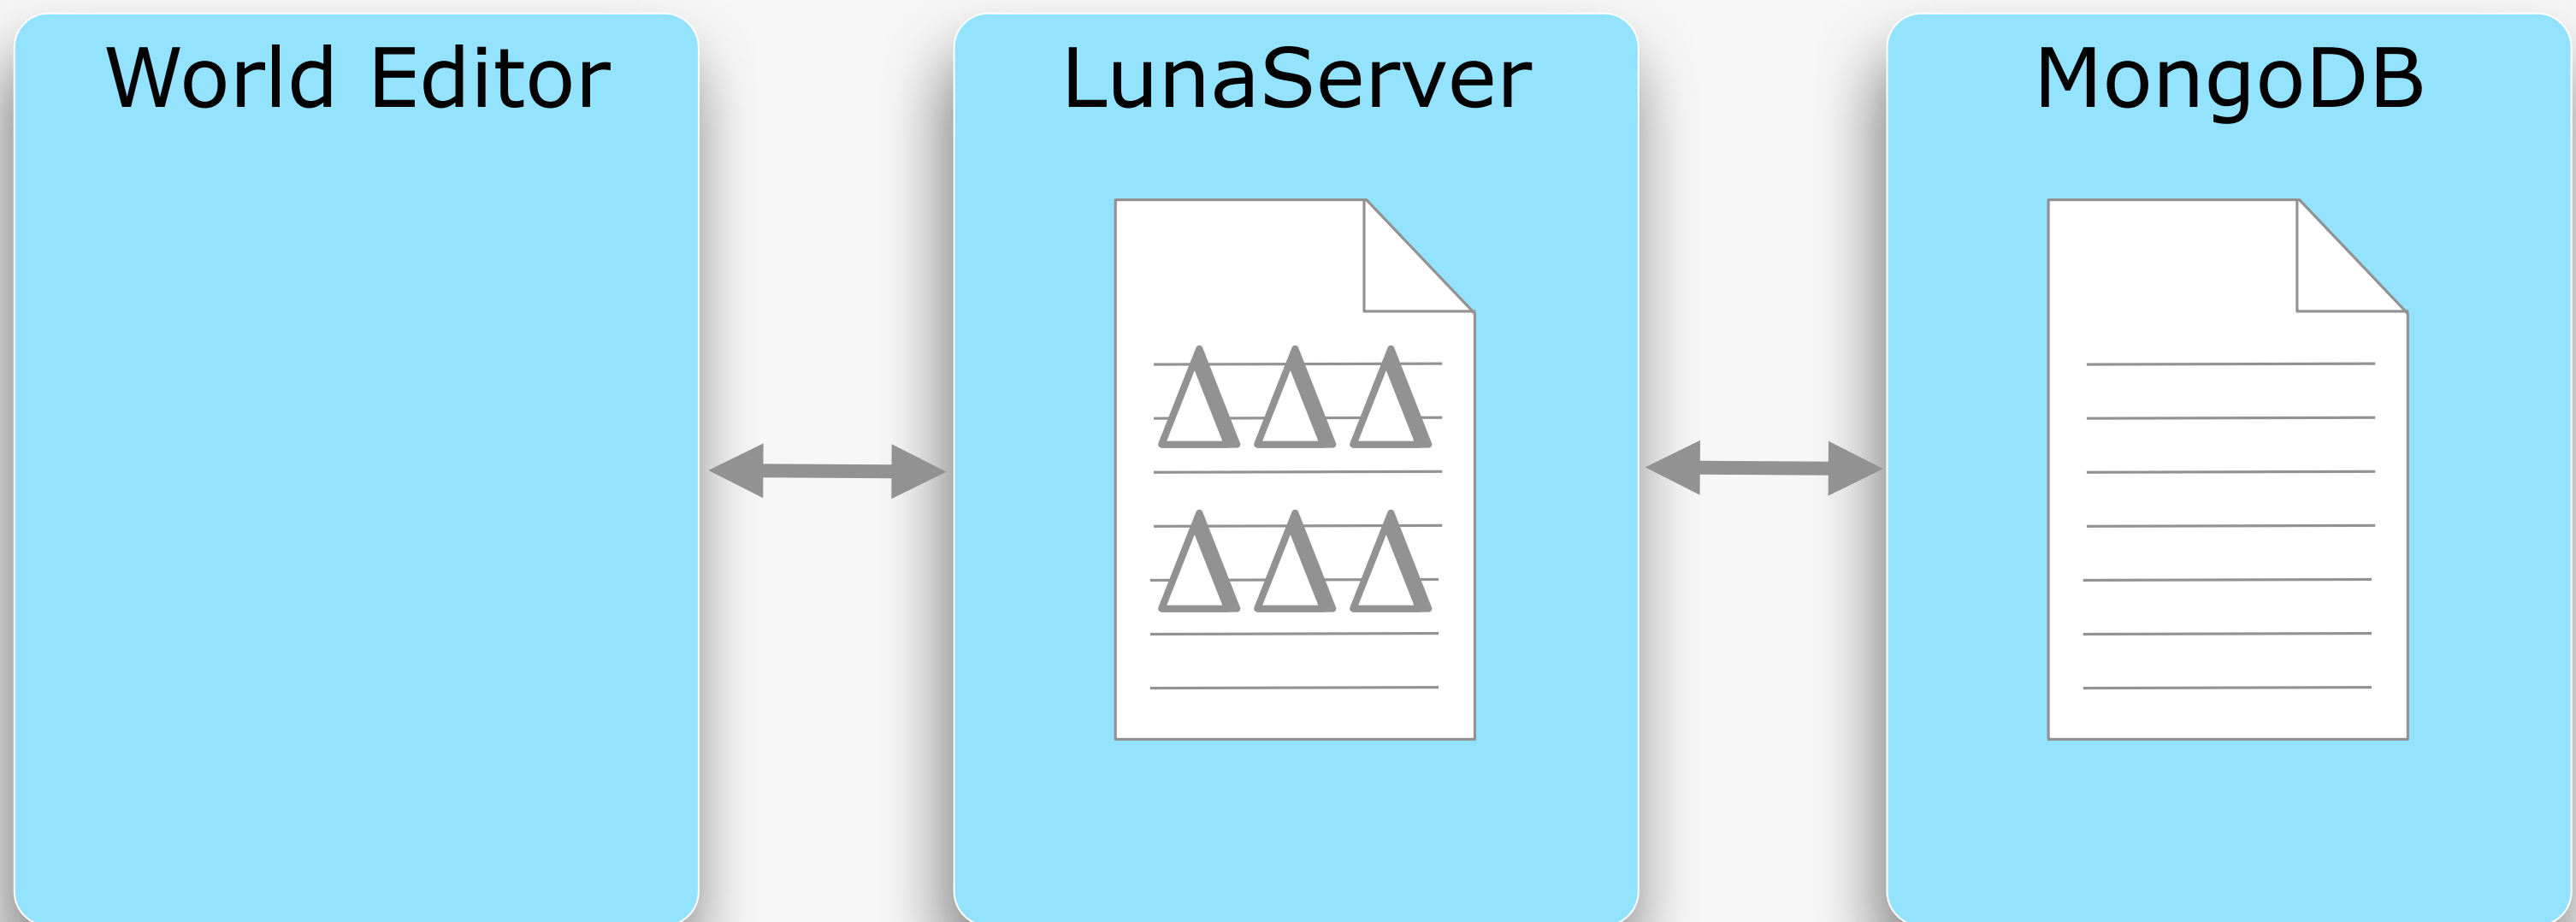 World Editor
LunaServer
MongoDB
Δ Δ Δ
Δ Δ Δ